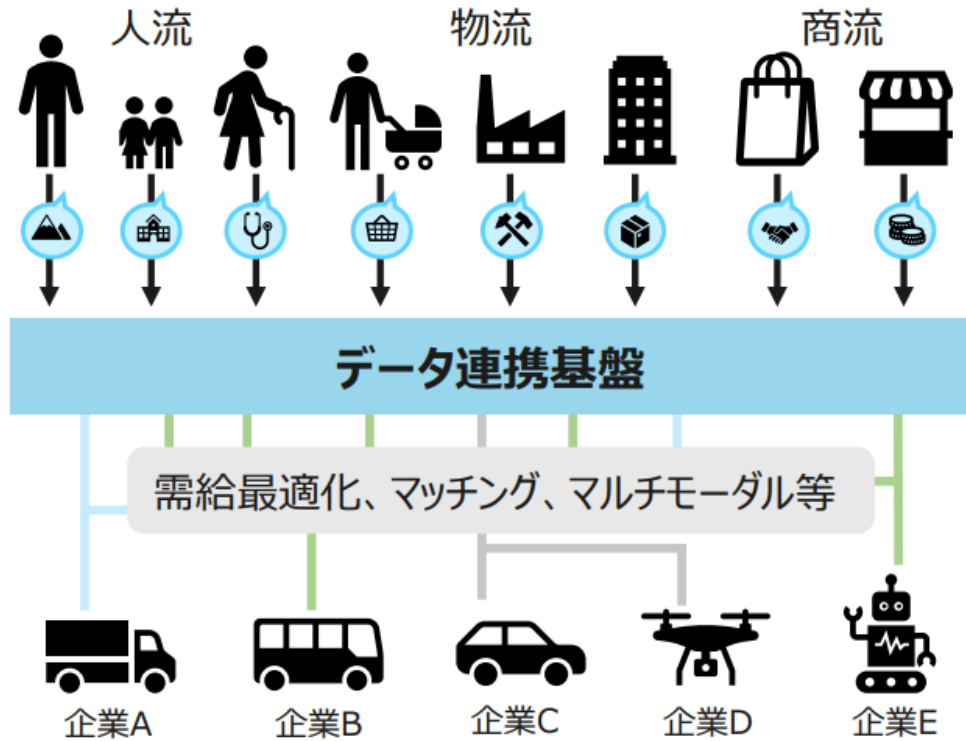 人流
物流
商流
データ連携基盤
需給最適化、マッチング、マルチモーダル等
企業A
企業B
企業C
企業D
企業E